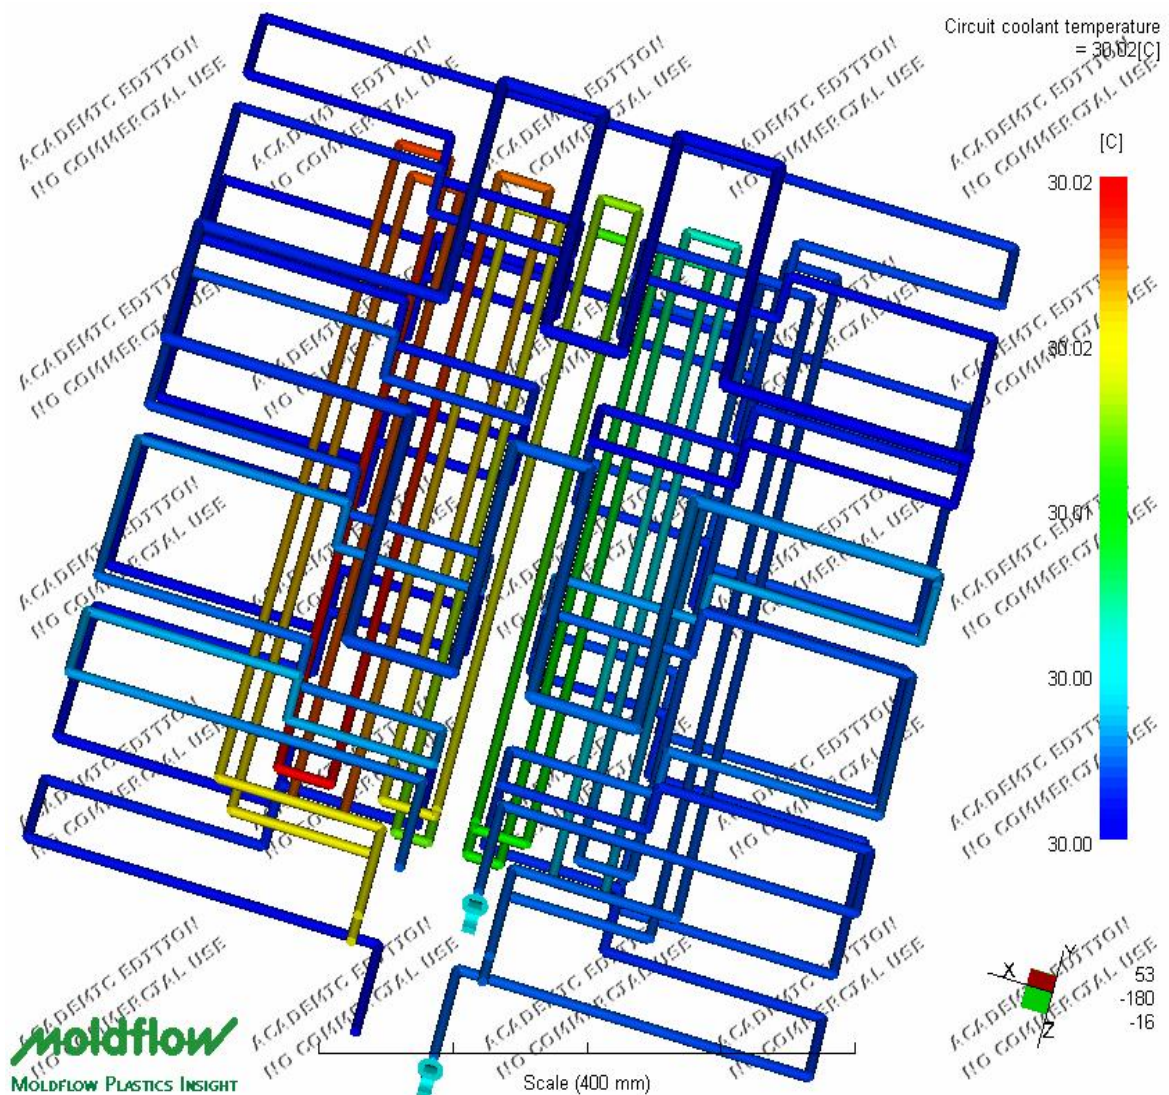 Circuit coolant temperature
= 30.02[C]
[C]
30.02
30.02
30.01
30.00
30.00
ACADEMIC EDITION
NO COMMERCIAL USE
X
Y
Z
53
-180
-16
moldflow
MOLDFLOW PLASTICS INSIGHT
Scale (400 mm)